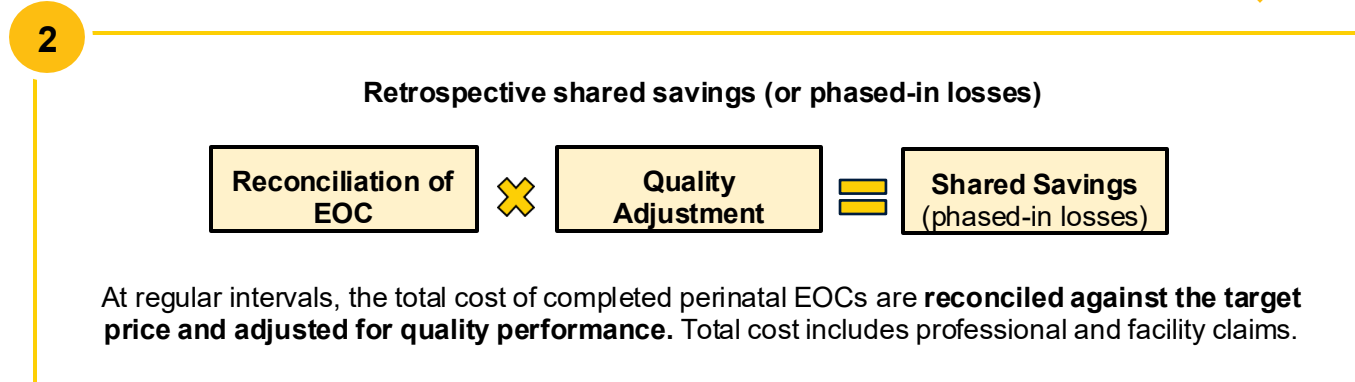 2
Retrospective shared savings (or phased-in losses)
Reconciliation of
EOC
Quality
Adjustment
Shared Savings
(phased-in losses)
At regular intervals, the total cost of completed perinatal EOCs are reconciled against the target
price and adjusted for quality performance. Total cost includes professional and facility claims.